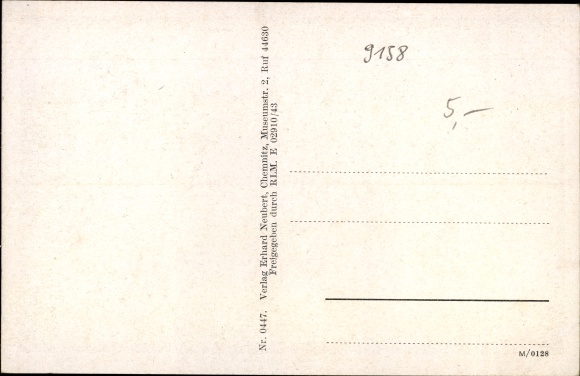 Nr. 0447. Verlag Erhard Neubert, Chemnitz, Museumstr. 2, Ruf 44630
Freigegeben durch RLM. E 02910/43
9158
5,-
M/0128